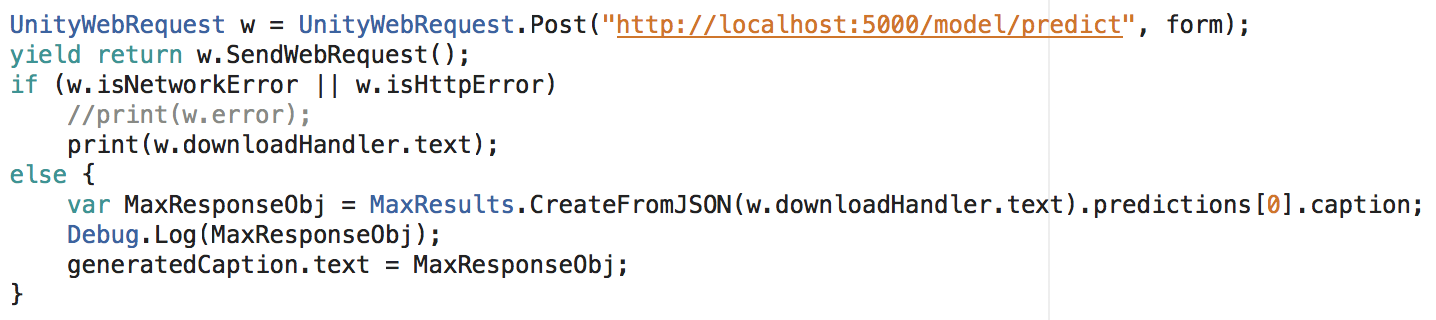 UnityWebRequest w = UnityWebRequest.Post("http://localhost:5000/model/predict", form);
yield return w.SendWebRequest();
if (w.isNetworkError || w.isHttpError)
    //print(w.error);
    print(w.downloadHandler.text);
else {
    var MaxResponseObj = MaxResults.CreateFromJSON(w.downloadHandler.text).predictions[0].caption;
    Debug.Log(MaxResponseObj);
    generatedCaption.text = MaxResponseObj;
}